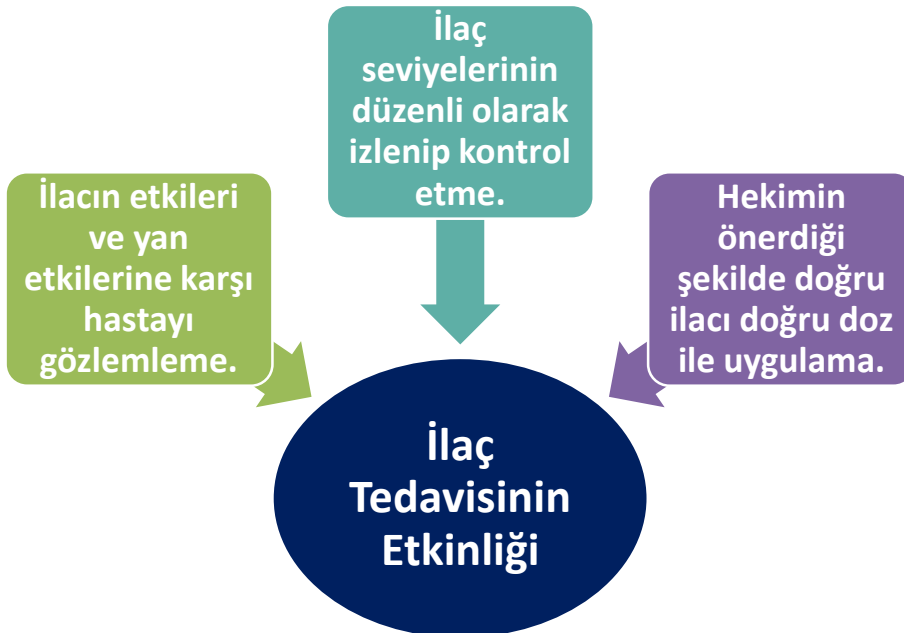 İlaç
seviyelerinin
düzenli olarak
izlenip kontrol
etme.
İlacın etkileri
ve yan
etkilerine karşı
hastayı
gözlemleme.
Hekimin
önerdiği
şekilde doğru
ilacı doğru doz
ile uygulama.
İlaç
Tedavisinin
Etkinliği